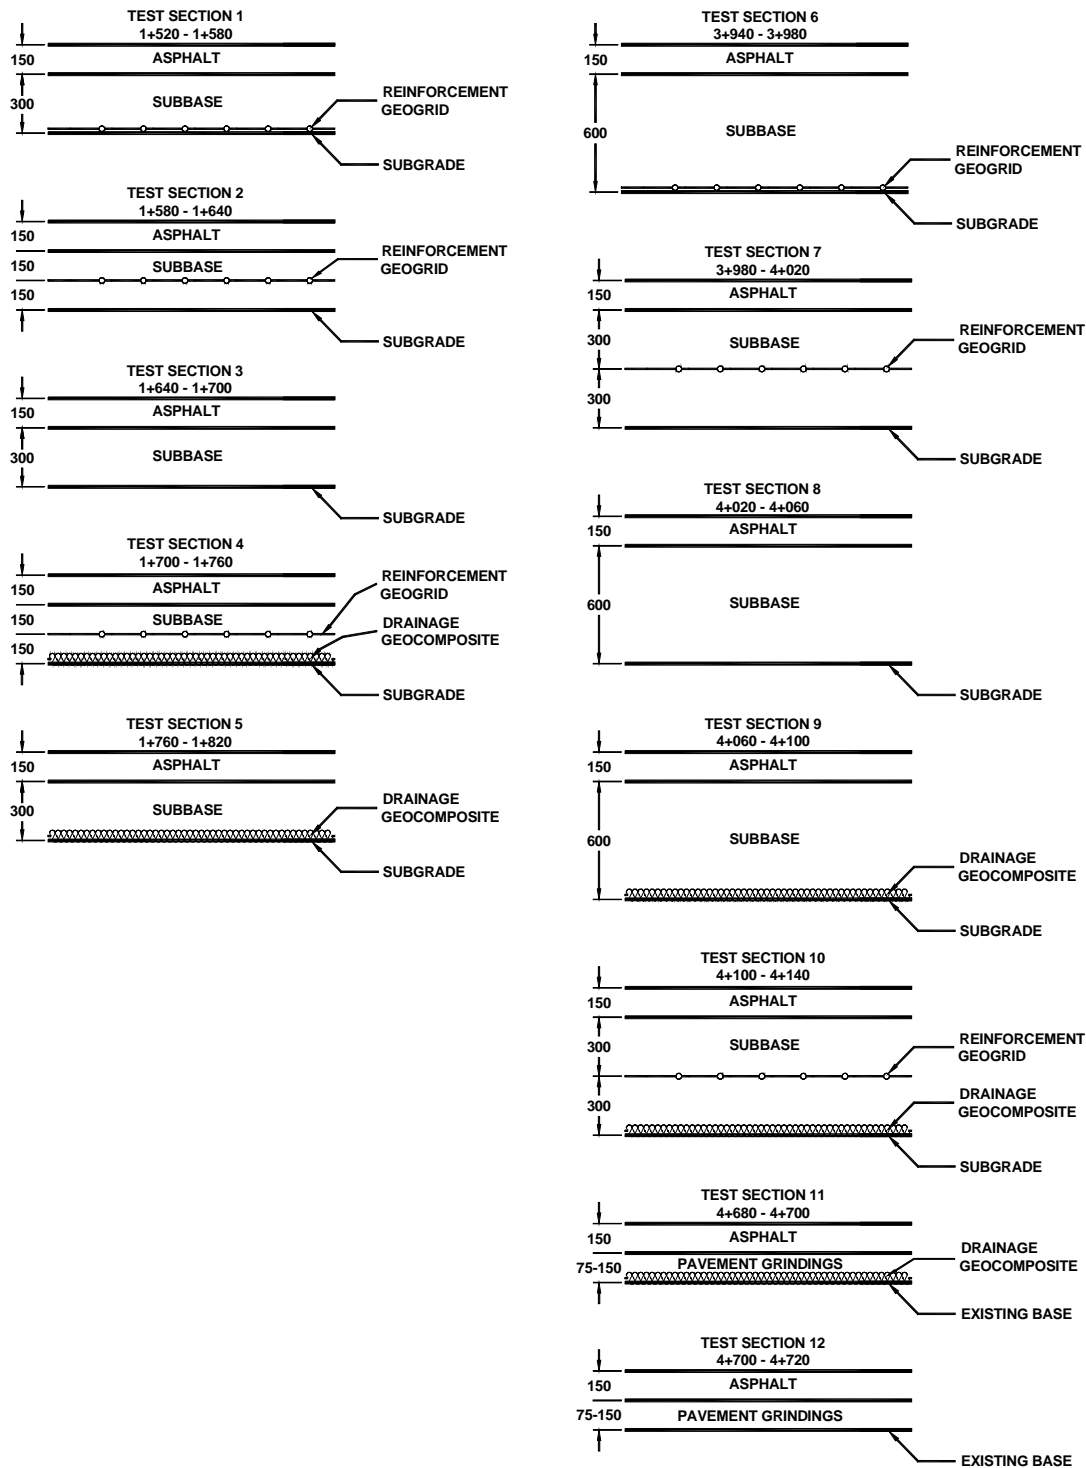 TEST SECTION 1
1+520 - 1+580
150
ASPHALT
300
SUBBASE
REINFORCEMENT
GEOGRID
SUBGRADE
TEST SECTION 2
1+580 - 1+640
150
ASPHALT
150
SUBBASE
REINFORCEMENT
GEOGRID
150
SUBGRADE
TEST SECTION 3
1+640 - 1+700
150
ASPHALT
300
SUBBASE
SUBGRADE
TEST SECTION 4
1+700 - 1+760
150
ASPHALT
REINFORCEMENT
GEOGRID
150
SUBBASE
DRAINAGE
GEOCOMPOSITE
150
SUBGRADE
TEST SECTION 5
1+760 - 1+820
150
ASPHALT
300
SUBBASE
DRAINAGE
GEOCOMPOSITE
SUBGRADE
TEST SECTION 6
3+940 - 3+980
150
ASPHALT
600
SUBBASE
REINFORCEMENT
GEOGRID
SUBGRADE
TEST SECTION 7
3+980 - 4+020
150
ASPHALT
300
SUBBASE
REINFORCEMENT
GEOGRID
300
SUBGRADE
TEST SECTION 8
4+020 - 4+060
150
ASPHALT
600
SUBBASE
SUBGRADE
TEST SECTION 9
4+060 - 4+100
150
ASPHALT
600
SUBBASE
DRAINAGE
GEOCOMPOSITE
SUBGRADE
TEST SECTION 10
4+100 - 4+140
150
ASPHALT
300
SUBBASE
REINFORCEMENT
GEOGRID
300
DRAINAGE
GEOCOMPOSITE
SUBGRADE
TEST SECTION 11
4+680 - 4+700
150
ASPHALT
75-150
PAVEMENT GRINDINGS
DRAINAGE
GEOCOMPOSITE
EXISTING BASE
TEST SECTION 12
4+700 - 4+720
150
ASPHALT
75-150
PAVEMENT GRINDINGS
EXISTING BASE